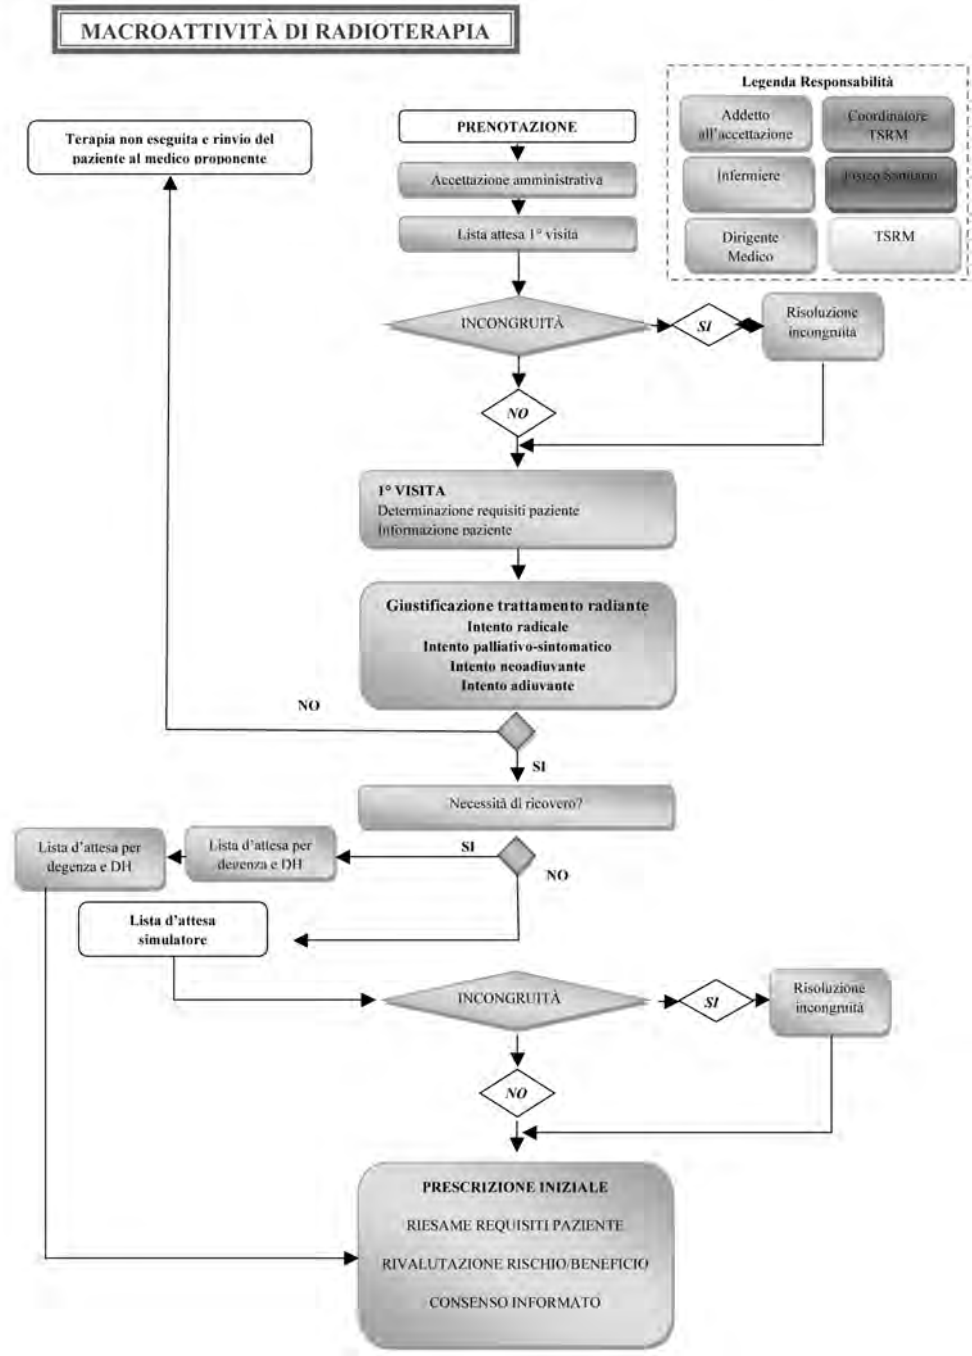 MACROATTIVITÀ DI RADIOTERAPIA
Legenda Responsabilità
Addetto
all'accettazione
Coordinatore
TSRM
Infermiere
Fisico Sanitario
Dirigente
Medico
TSRM
Terapia non eseguita e rinvio del
paziente al medico proponente
PRENOTAZIONE
Accettazione amministrativa
Lista attesa 1° visita
INCONGRUITÀ
SI
Risoluzione
incongruità
NO
1° VISITA
Determinazione requisiti paziente
Informazione paziente
Giustificazione trattamento radiante
Intento radicale
Intento palliativo-sintomatico
Intento neoadiuvante
Intento adiuvante
NO
SI
Necessità di ricovero?
Lista d'attesa per
degenza e DH
Lista d'attesa per
degenza e DH
SI
NO
Lista d'attesa
simulatore
INCONGRUITÀ
SI
Risoluzione
incongruità
NO
PRESCRIZIONE INIZIALE
RIESAME REQUISITI PAZIENTE
RIVALUTAZIONE RISCHIO/BENEFICIO
CONSENSO INFORMATO